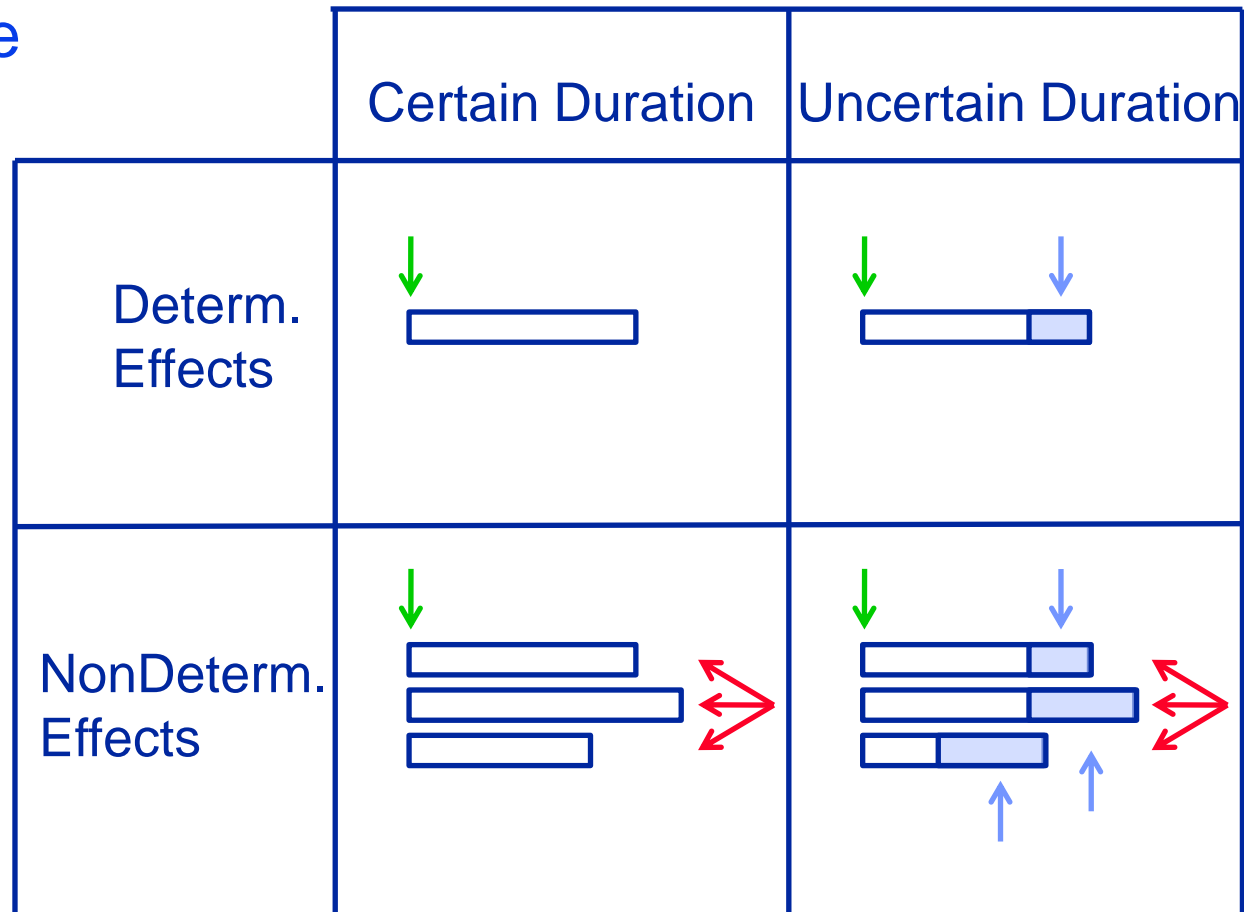 e
Certain Duration
Uncertain Duration
Determ.
Effects
NonDeterm.
Effects